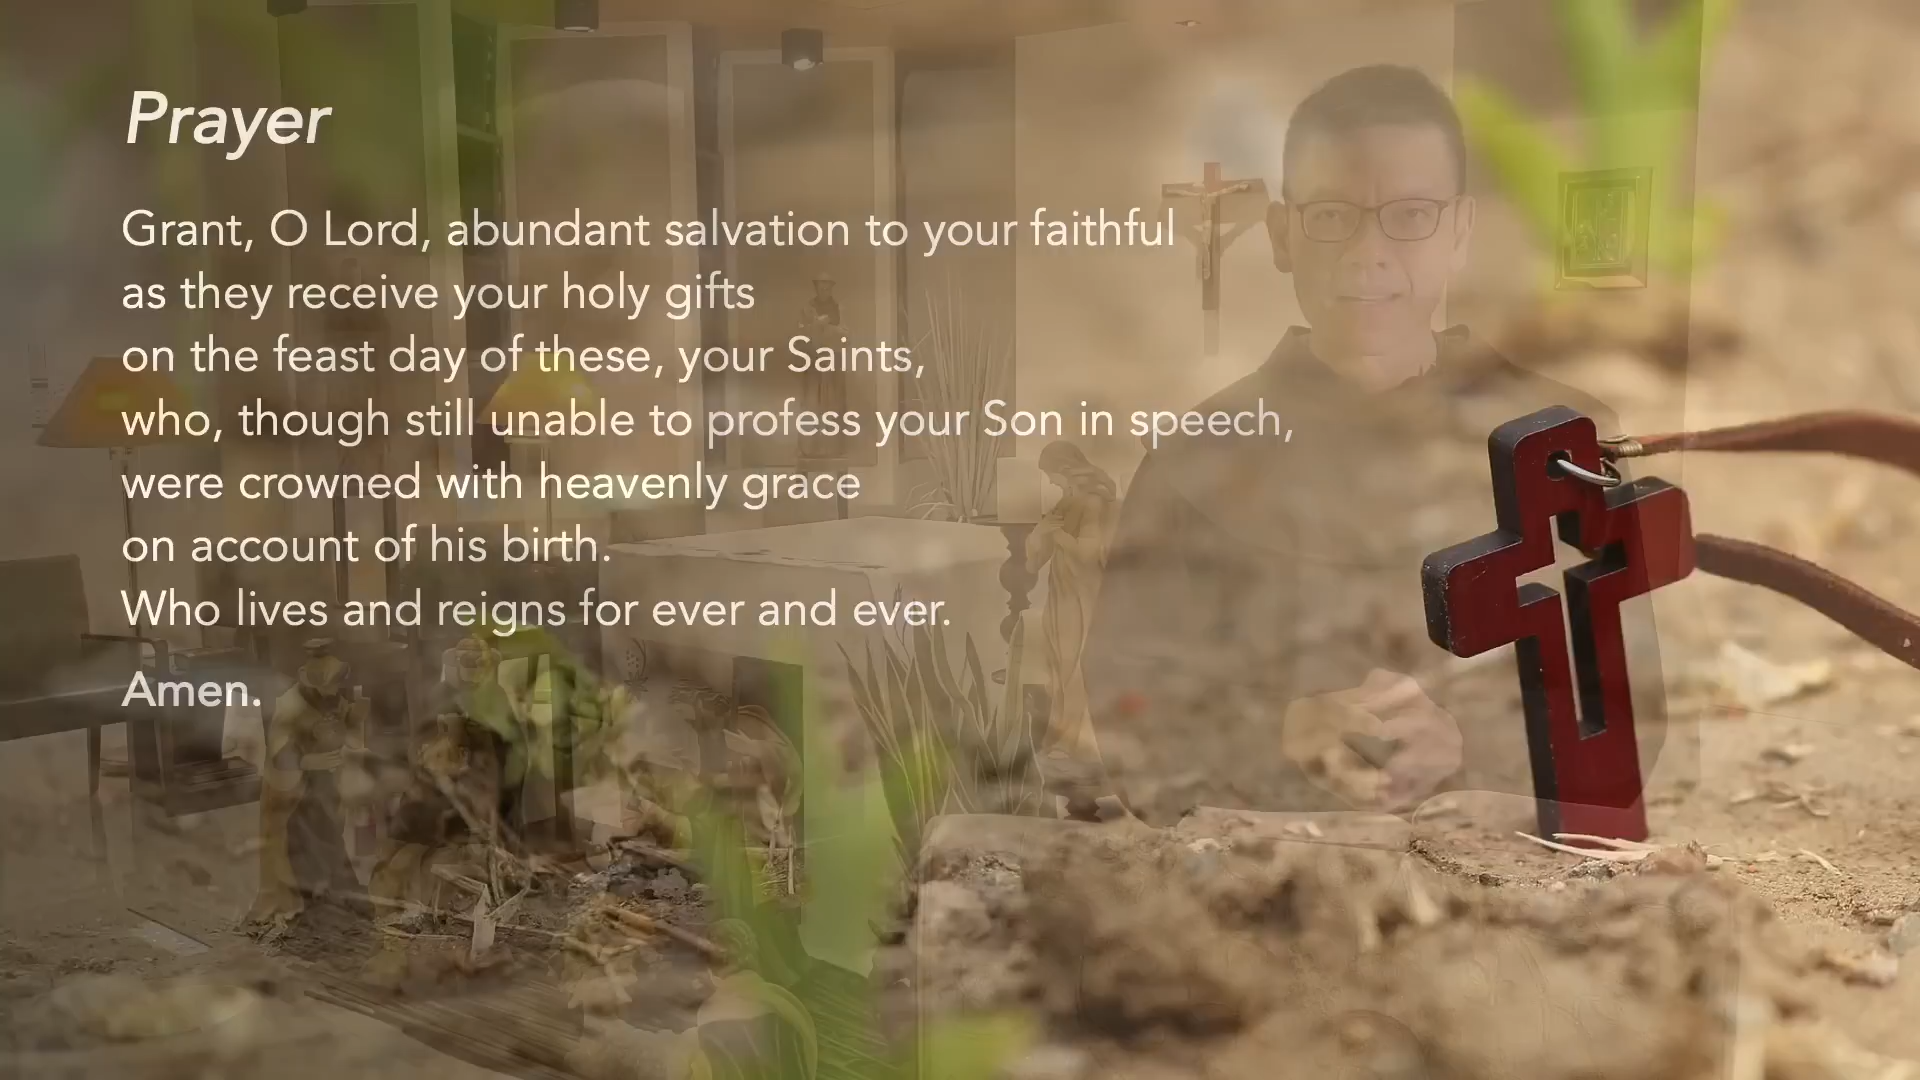 Prayer
Grant, O Lord, abundant salvation to your faithful
as they receive your holy gifts
on the feast day of these, your Saints,
who, though still unable to profess your Son in speech,
were crowned with heavenly grace
on account of his birth.
Who lives and reigns for ever and ever.
Amen.